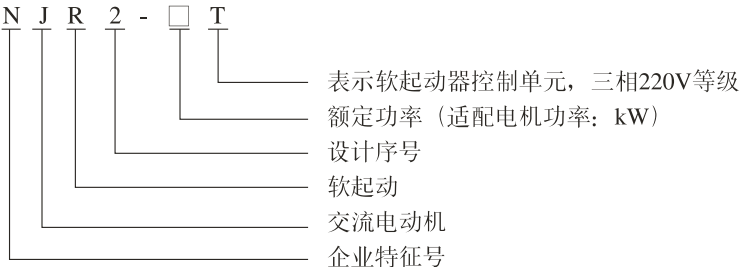 NJR2-□T
表示软起动器控制单元，三相220V等级
额定功率（适配电机功率：kW）
设计序号
软起动
交流电动机
企业特征号